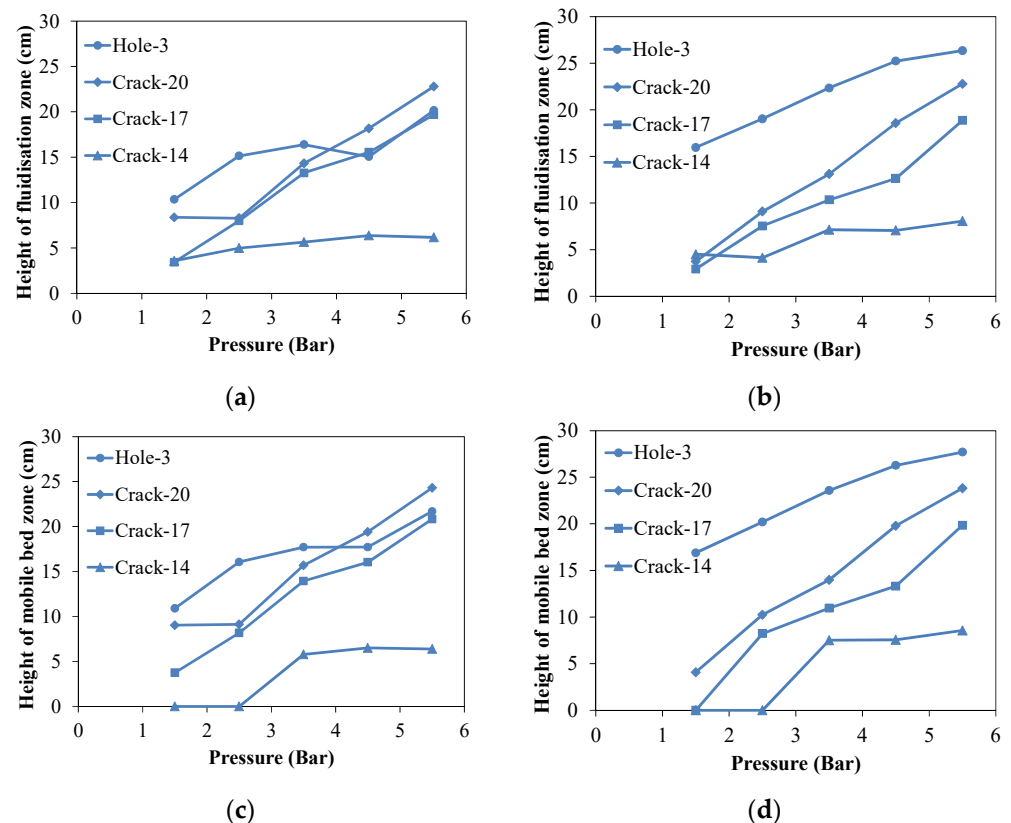 Height of fluidisation zone (cm)
30
25
20
15
10
5
0
Hole-3
Crack-20
Crack-17
Crack-14
0 1 2 3 4 5 6
Pressure (Bar)
(a)
Height of fluidisation zone (cm)
30
25
20
15
10
5
0
Hole-3
Crack-20
Crack-17
Crack-14
0 1 2 3 4 5 6
Pressure (Bar)
(b)
Height of mobile bed zone (cm)
30
25
20
15
10
5
0
Hole-3
Crack-20
Crack-17
Crack-14
0 1 2 3 4 5 6
Pressure (Bar)
(c)
Height of mobile bed zone (cm)
30
25
20
15
10
5
0
Hole-3
Crack-20
Crack-17
Crack-14
0 1 2 3 4 5 6
Pressure (Bar)
(d)